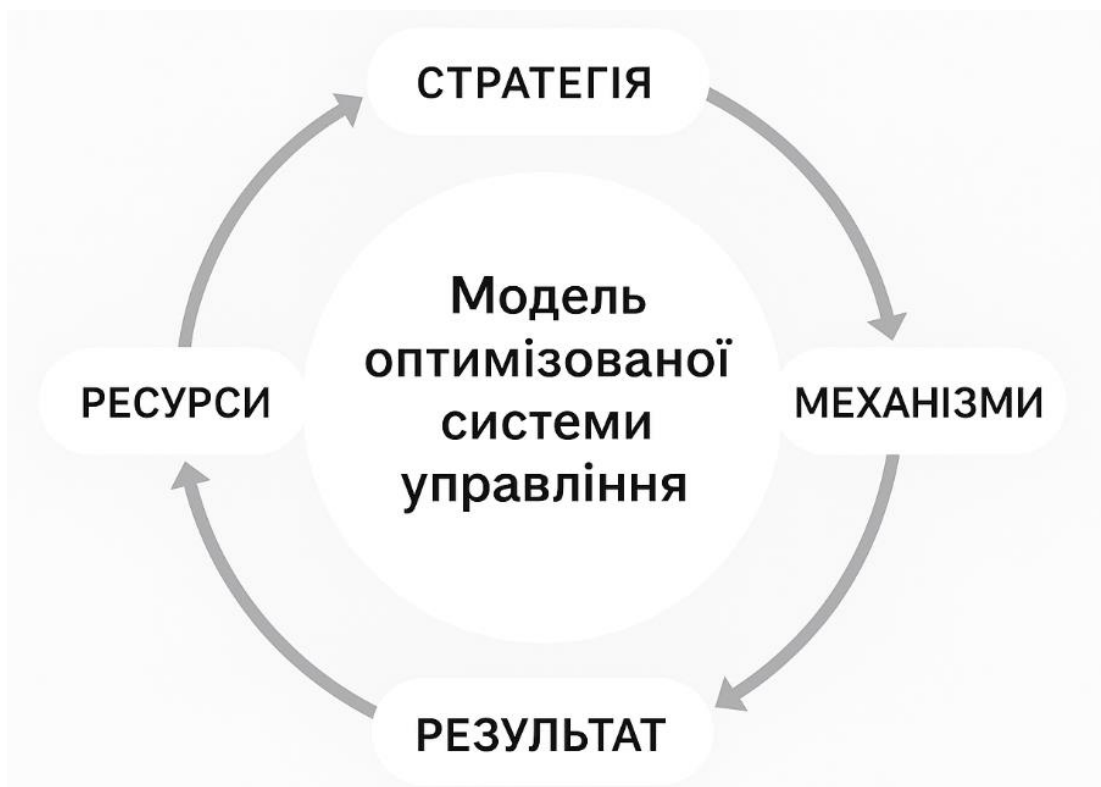 СТРАТЕГІЯ
Модель
оптимізованої
системи
управління
РЕСУРСИ
МЕХАНІЗМИ
РЕЗУЛЬТАТ